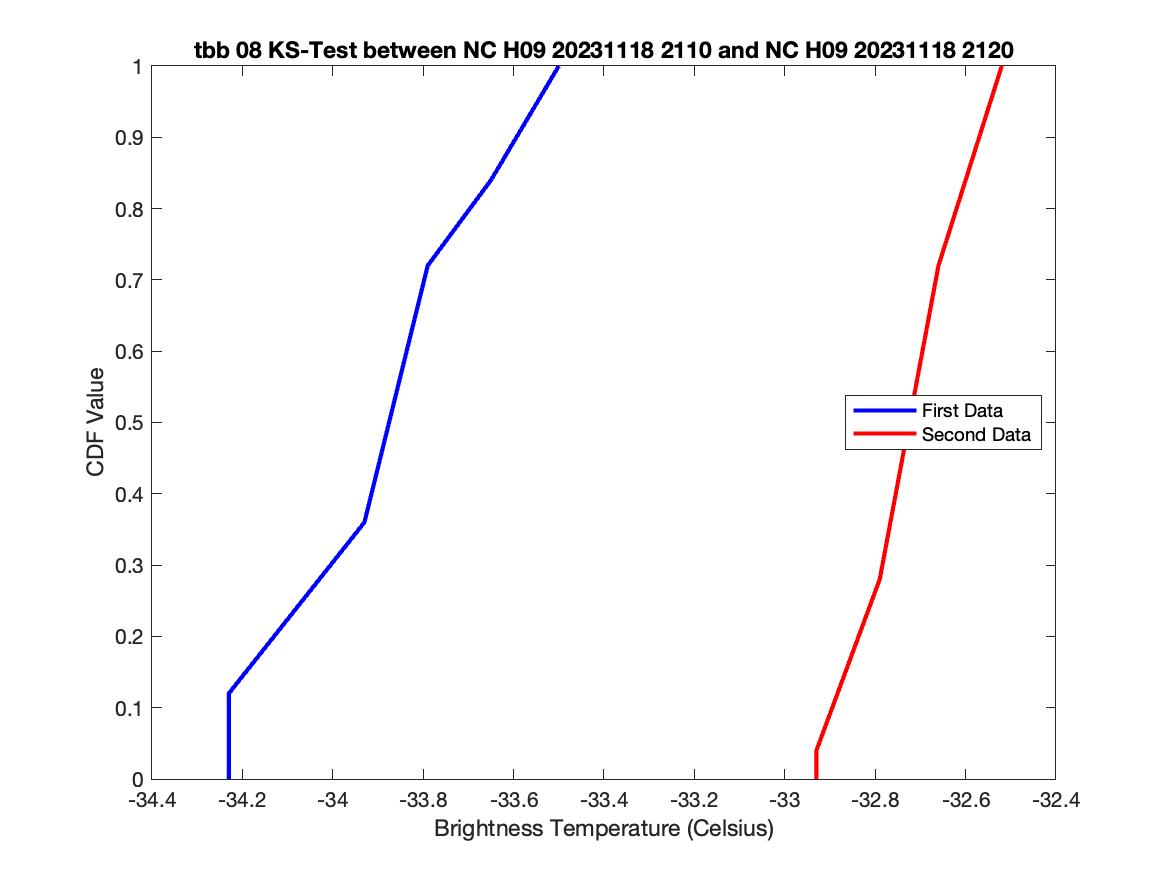 tbb 08 KS-Test between NC H09 20231118 2110 and NC H09 20231118 2120
1
0.9
0.8
0.7
0.6
0.5
0.4
0.3
0.2
0.1
0
CDF Value
First Data
Second Data
-34.4 -34.2 -34 -33.8 -33.6 -33.4 -33.2 -33 -32.8 -32.6 -32.4
Brightness Temperature (Celsius)